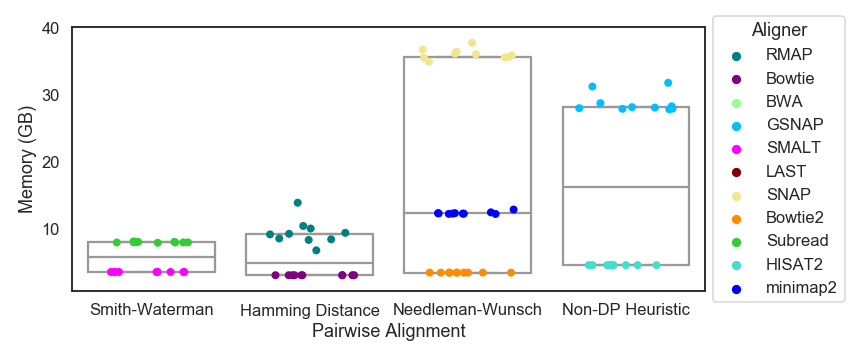 40
30
20
10
Memory (GB)
Smith-Waterman Hamming Distance Needleman-Wunsch Non-DP Heuristic
Pairwise Alignment
Aligner
RMAP
Bowtie
BWA
GSNAP
SMALT
LAST
SNAP
Bowtie2
Subread
HISAT2
minimap2